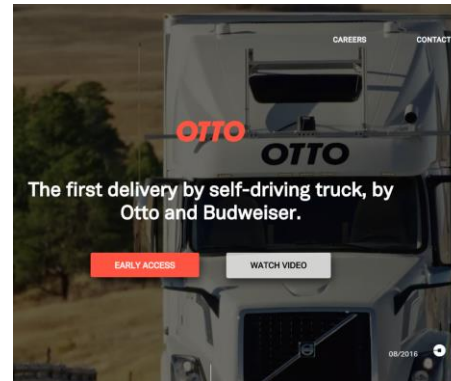 CAREERS CONTACT
OTTO
OTTO
The first delivery by self-driving truck, by
Otto and Budweiser.
EARLY ACCESS WATCH VIDEO
08/2016